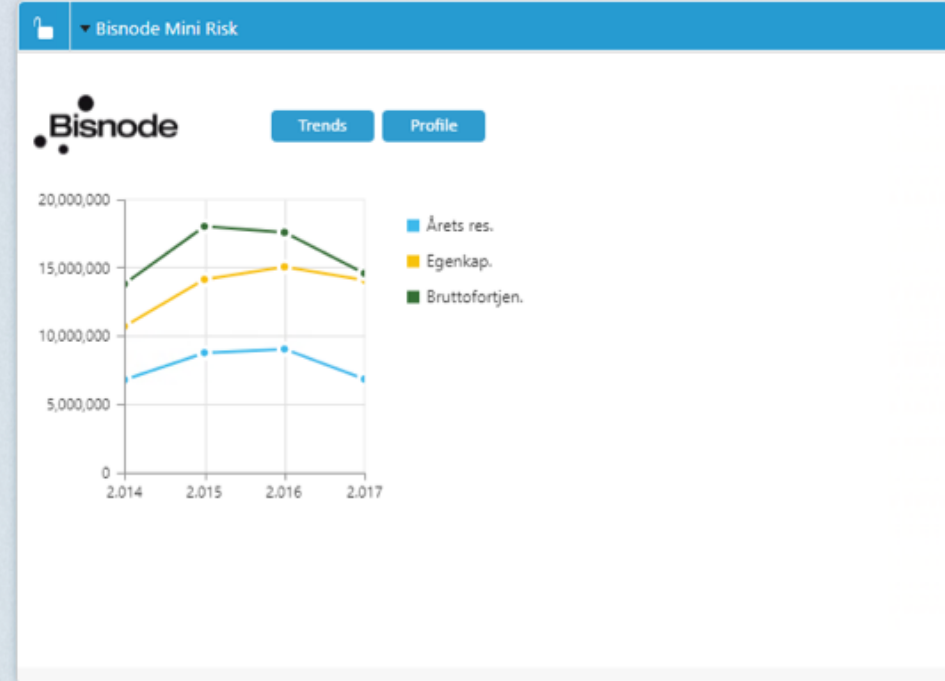 Bisnode Mini Risk
Bisnode
Trends Profile
20,000,000
15,000,000
10,000,000
5,000,000
0
2.014 2.015 2.016 2.017
Årets res.
Egenkap.
Bruttofortjen.